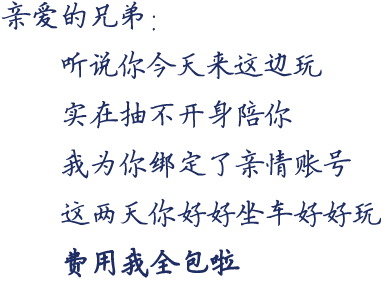 亲爱的兄弟:
听说你今天来这边玩
实在抽不开身陪你
我为你绑定了亲情账号
这两天你好好坐车好好玩
费用我全包啦